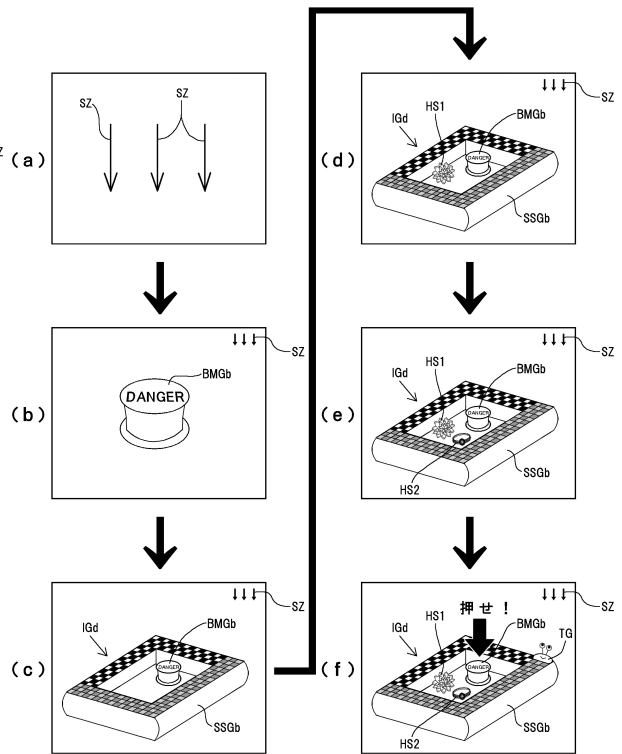 Z
(a)
SZ
SZ
(b)
SZ
BMGb
DANGER
(c)
SZ
IGd
BMGb
DANGER
SSGb
(d)
SZ
HS1
IGd
BMGb
DANGER
SSGb
(e)
SZ
HS1
IGd
BMGb
DANGER
SSGb
HS2
(f)
SZ
押せ!
HS1
IGd
BMGb
TG
DANGER
SSGb
HS2